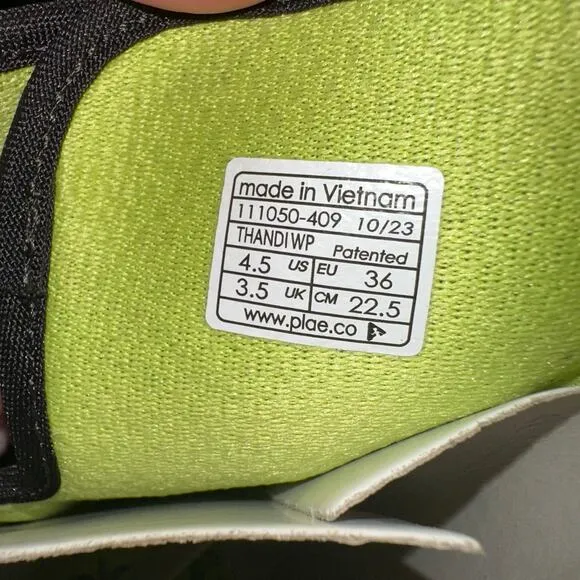 made in Vietnam
111050-409 10/23
THANDI WP Patented
4.5 US EU 36
3.5 UK CM 22.5
www.plae.co